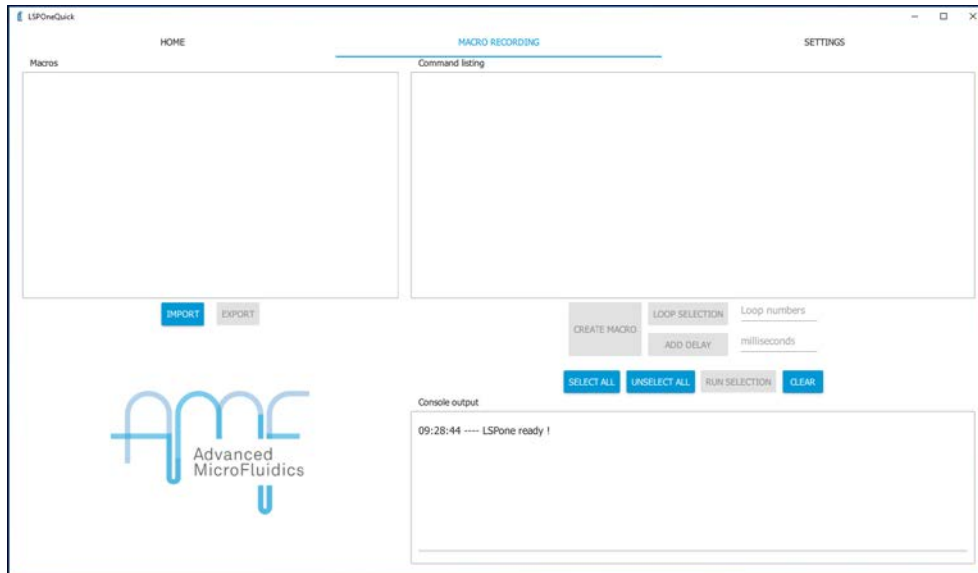 LSPOneQuick
HOME
MACRO RECORDING
SETTINGS
Macros
Command listing
IMPORT
EXPORT
CREATE MACRO
LOOP SELECTION
Loop numbers
ADD DELAY
milliseconds
SELECT ALL
UNSELECT ALL
RUN SELECTION
CLEAR
Console output
09:28:44 ---- LSPone ready !
AMF
Advanced
MicroFluidics